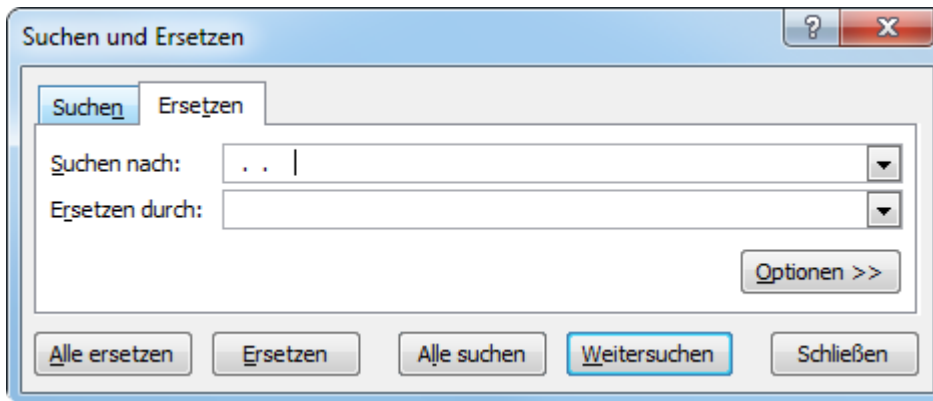 Suchen und Ersetzen
Suchen Ersetzen
Suchen nach: . .
Ersetzen durch:
Optionen >>
Alle ersetzen Ersetzen Alle suchen Weitersuchen Schließen